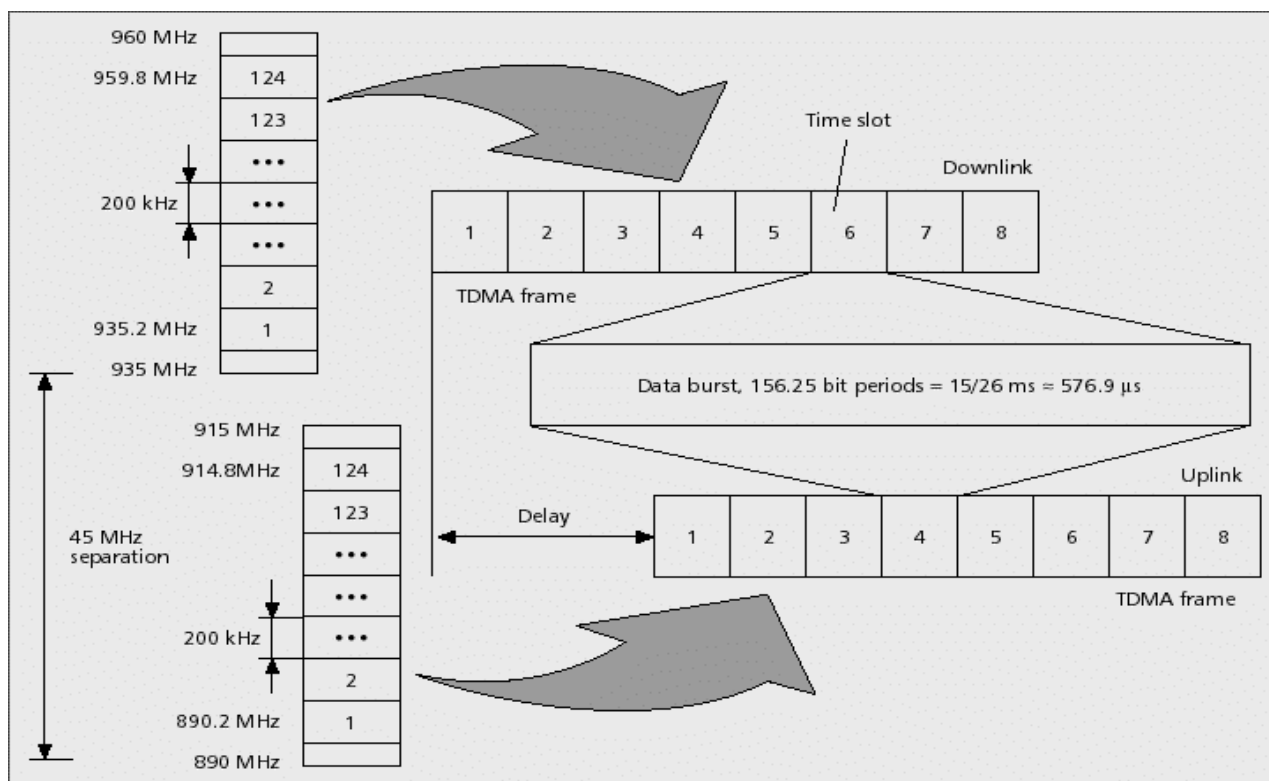 960 MHz
959.8 MHz
124
123
•••
200 kHz
•••
•••
2
935.2 MHz
1
935 MHz
Time slot
Downlink
1 2 3 4 5 6 7 8
TDMA frame
Data burst, 156.25 bit periods = 15/26 ms ≈ 576.9 μs
915 MHz
914.8MHz
124
123
•••
•••
200 kHz
•••
2
890.2 MHz
1
890 MHz
45 MHz
separation
Delay
Uplink
1 2 3 4 5 6 7 8
TDMA frame